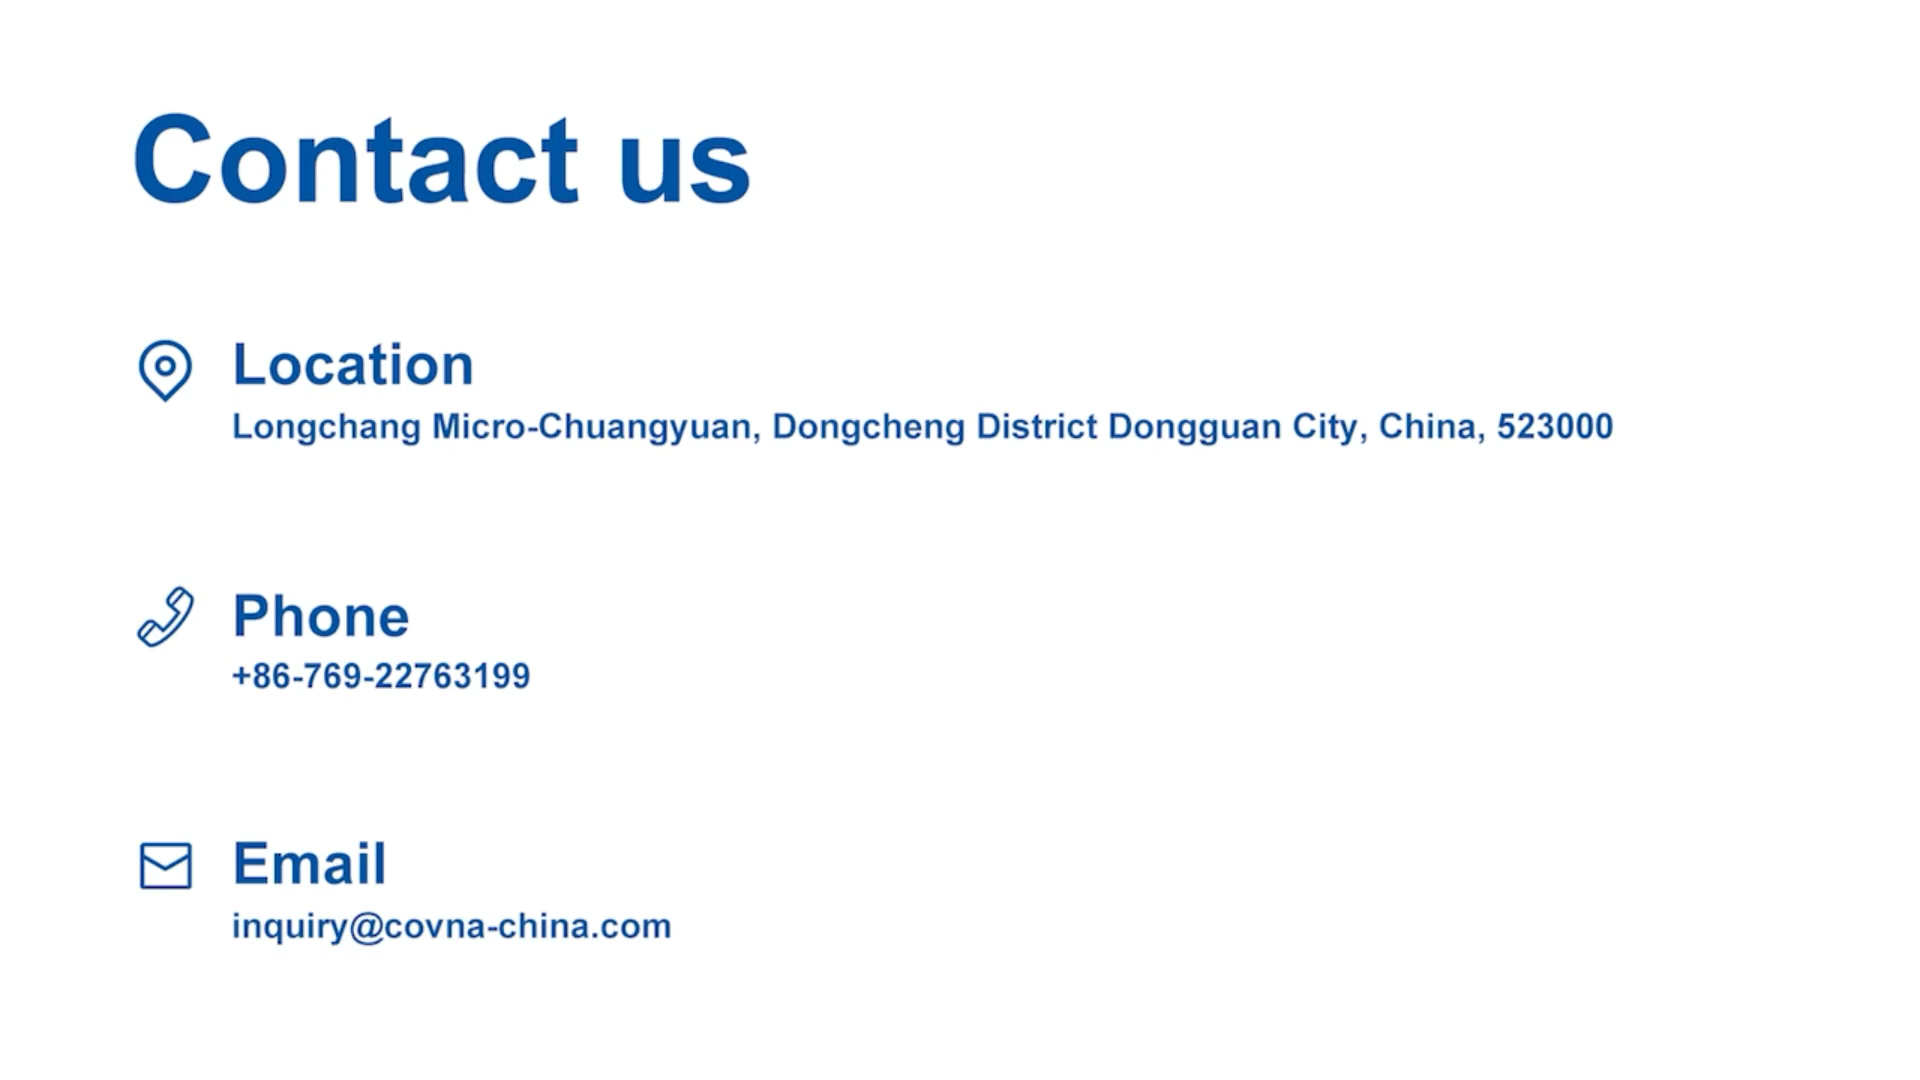 Contact us
Location
Longchang Micro-Chuangyuan, Dongcheng District Dongguan City, China, 523000
Phone
+86-769-22763199
Email
inquiry@covna-china.com